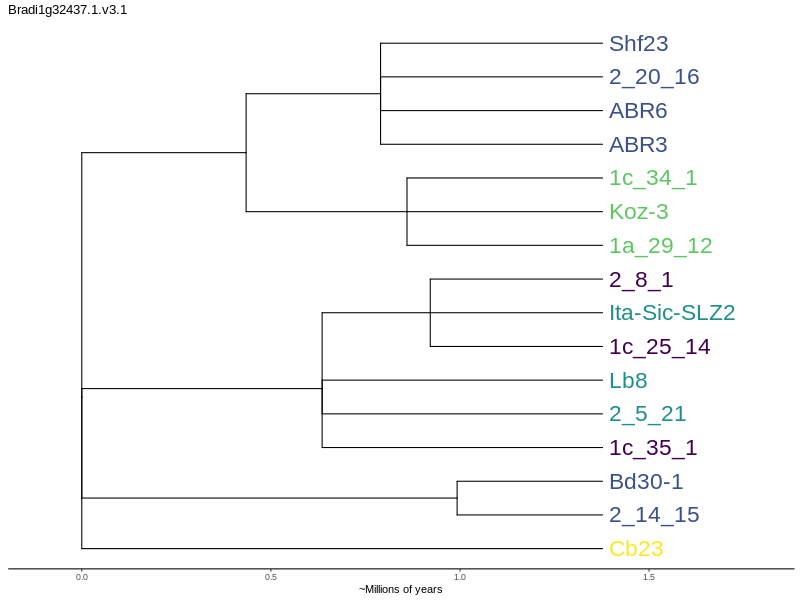 Bradi1g32437.1.v3.1
Shf23
2_20_16
ABR6
ABR3
1c_34_1
Koz-3
1a_29_12
2_8_1
Ita-Sic-SLZ2
1c_25_14
Lb8
2_5_21
1c_35_1
Bd30-1
2_14_15
Cb23
0.0 0.5 1.0 1.5
~Millions of years